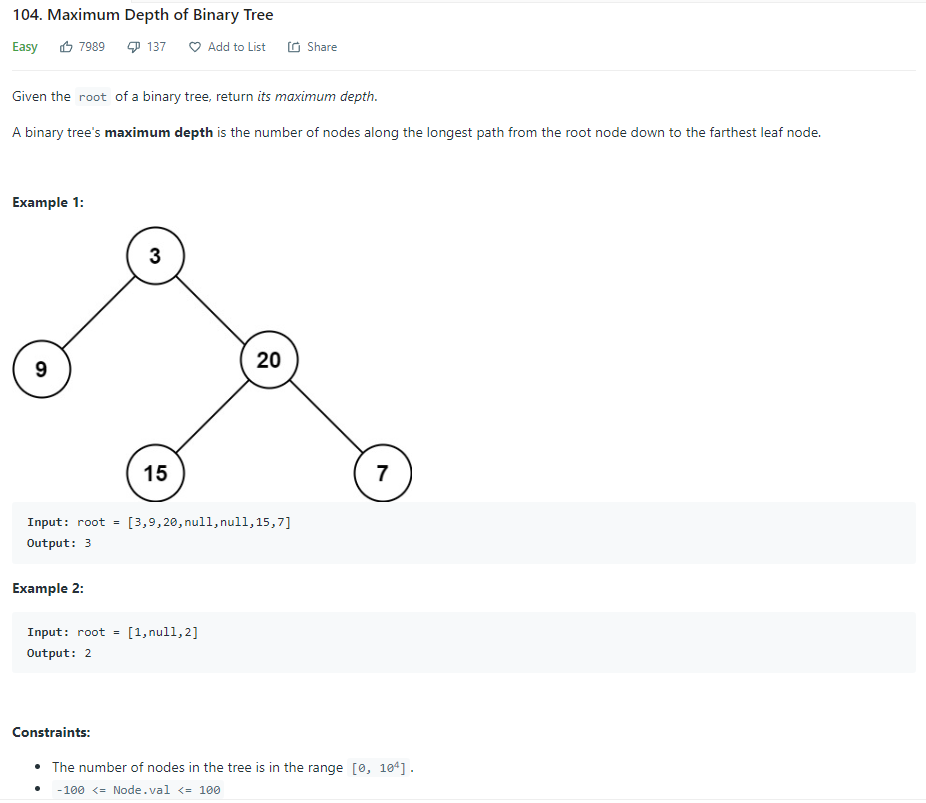 104. Maximum Depth of Binary Tree
Easy 7989 137 Add to List Share
Given the root of a binary tree, return its maximum depth.
A binary tree's maximum depth is the number of nodes along the longest path from the root node down to the farthest leaf node.
Example 1:
3
9
20
15
7
Input: root = [3,9,20,null,null,15,7]
Output: 3
Example 2:
Input: root = [1,null,2]
Output: 2
Constraints:
• The number of nodes in the tree is in the range [0, 10⁴].
• -100 <= Node.val <= 100